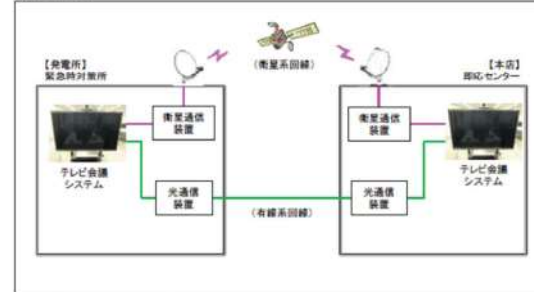 (衛星系回線)
【発電所】
緊急時対策所
【本店】
即応センター
衛星通信
装置
衛星通信
装置
テレビ会議
システム
テレビ会議
システム
光通信
装置
光通信
装置
(有線系回線)